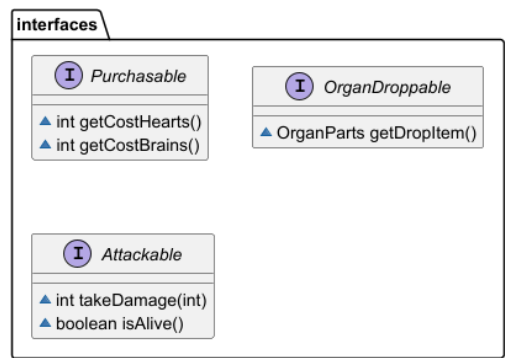 interfaces
I Purchasable
int getCostHearts()
int getCostBrains()
I OrganDroppable
OrganParts getDropItem()
I Attackable
int takeDamage(int)
boolean isAlive()